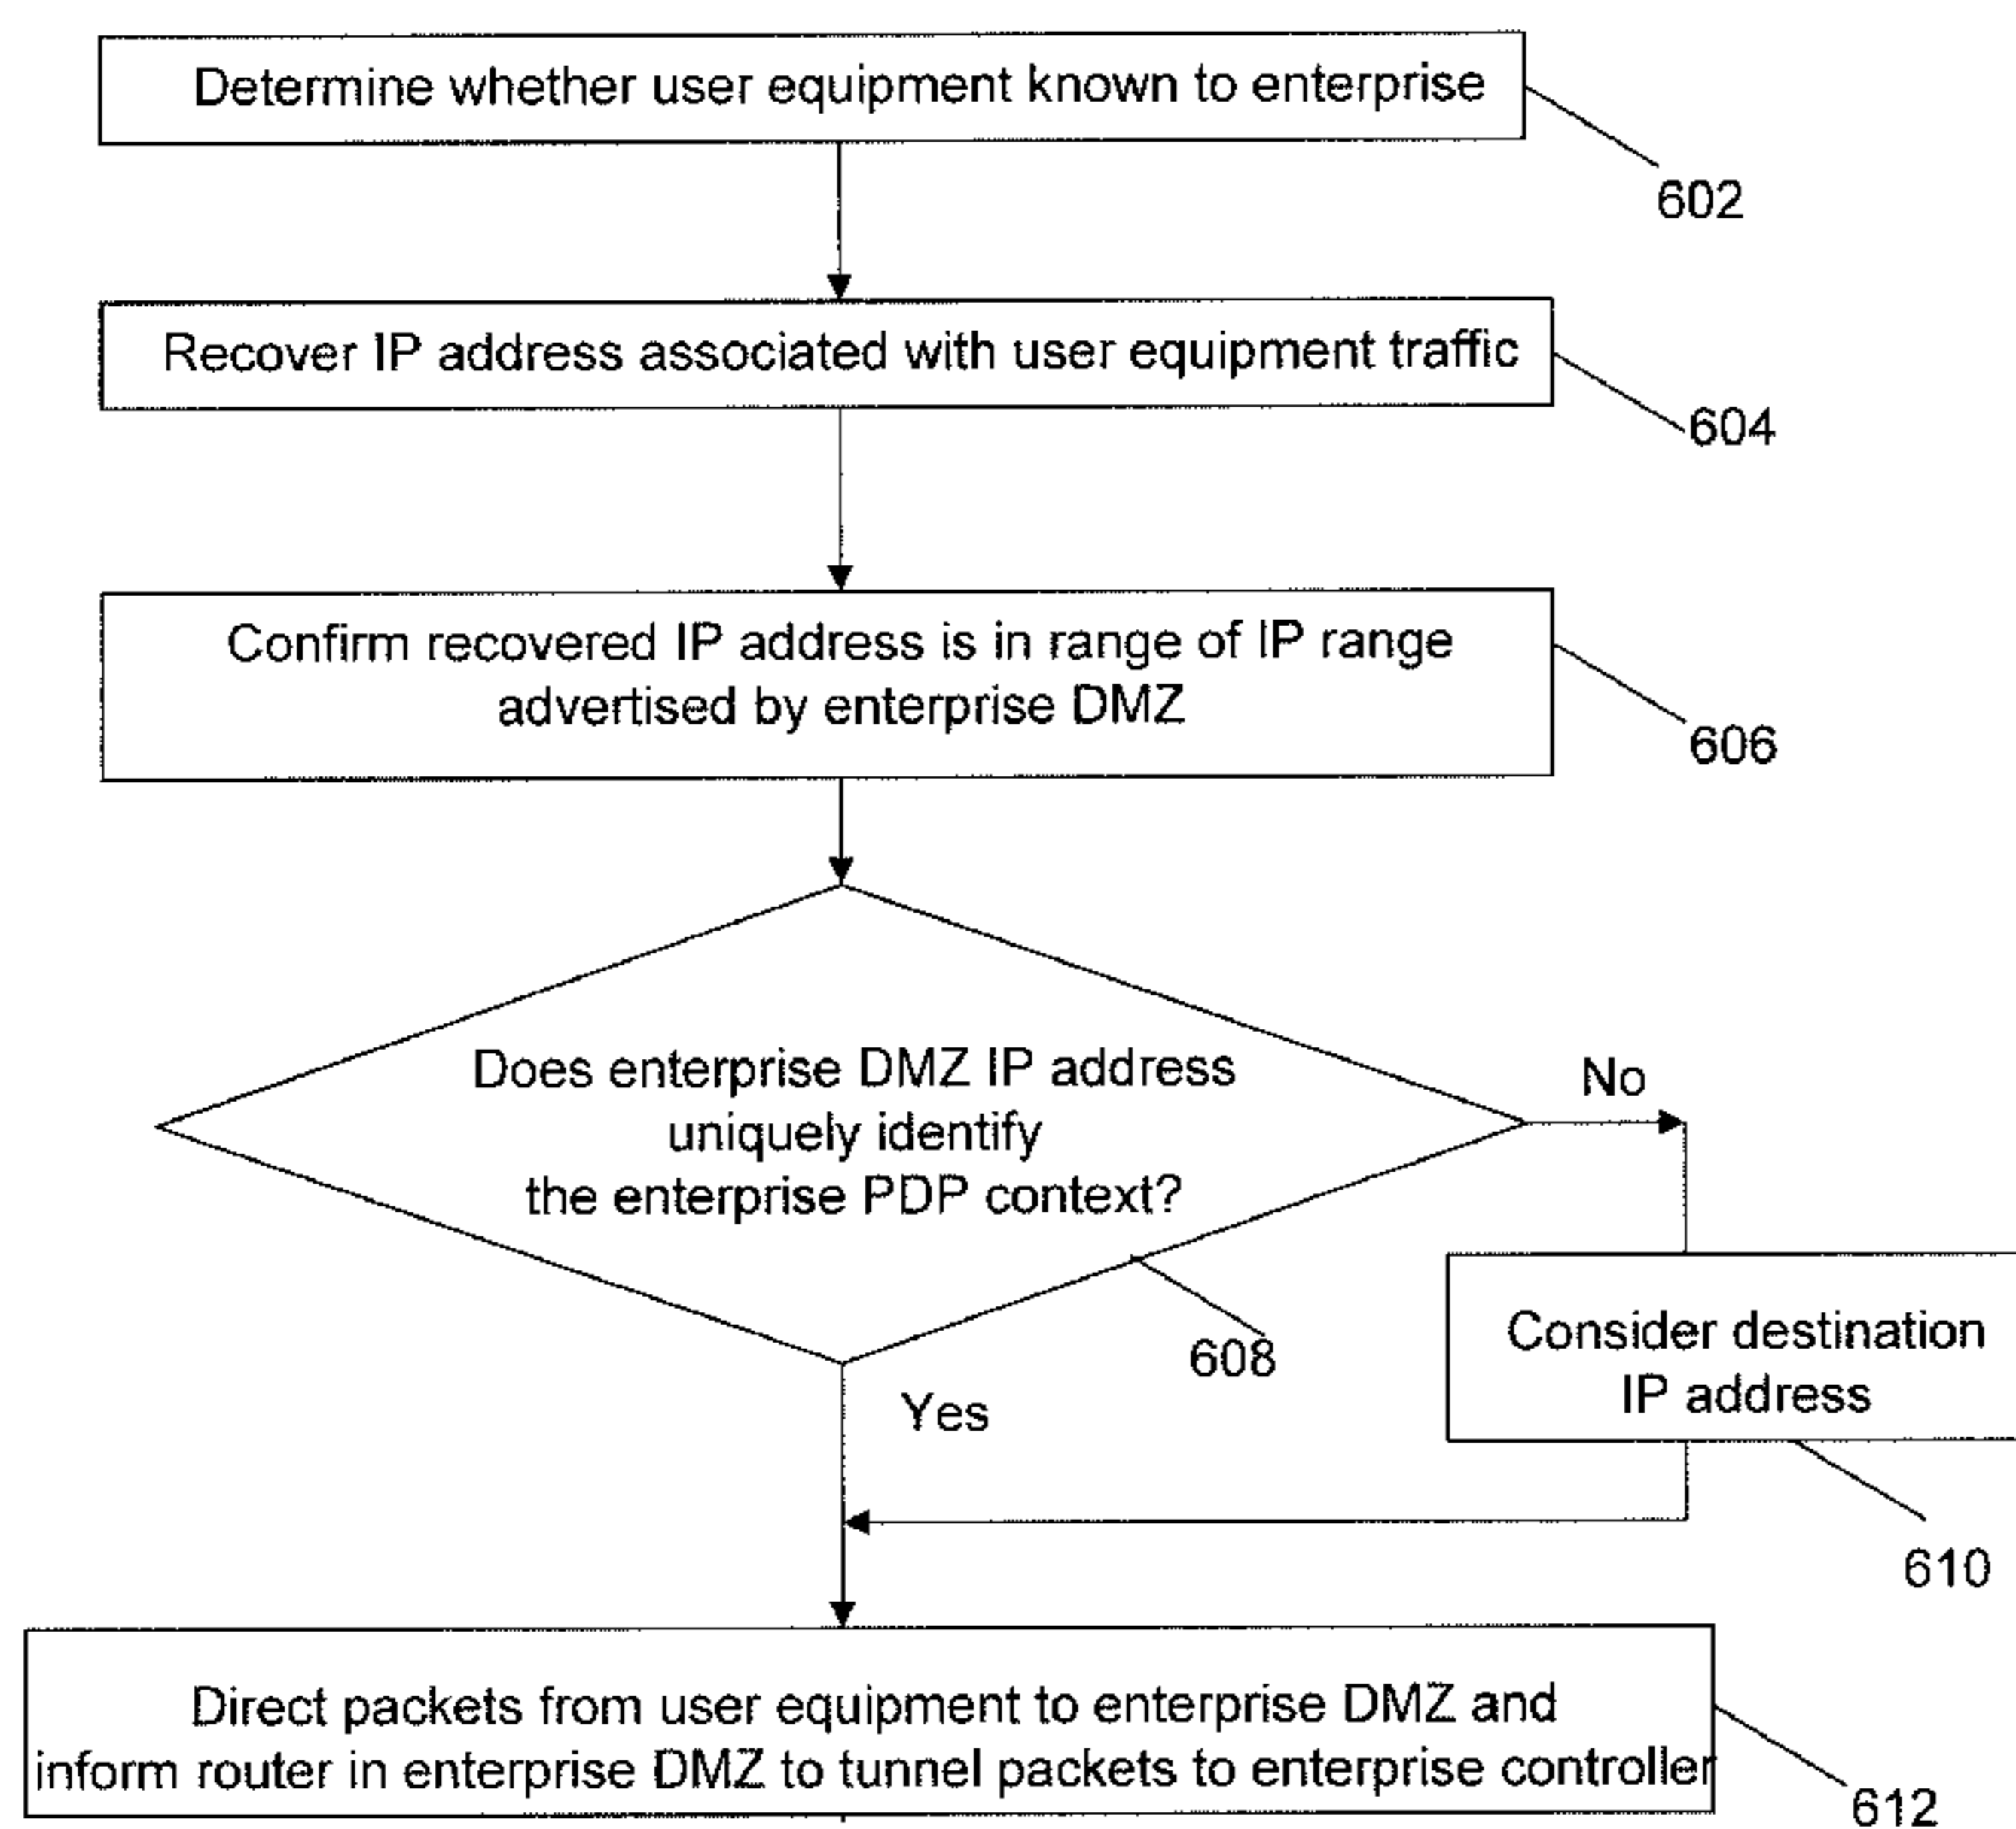 Determine whether user equipment known to enterprise
602
Recover IP address associated with user equipment traffic
604
Confirm recovered IP address is in range of IP range
advertised by enterprise DMZ
606
Does enterprise DMZ IP address
uniquely identify
the enterprise PDP context?
No
608
Consider destination
IP address
Yes
610
Direct packets from user equipment to enterprise DMZ and
inform router in enterprise DMZ to tunnel packets to enterprise controller
612